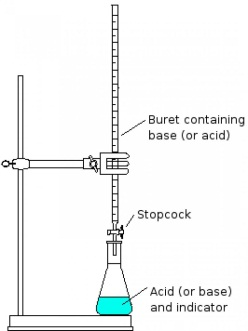 Buret containing
base (or acid)
Stopcock
Acid (or base)
and indicator